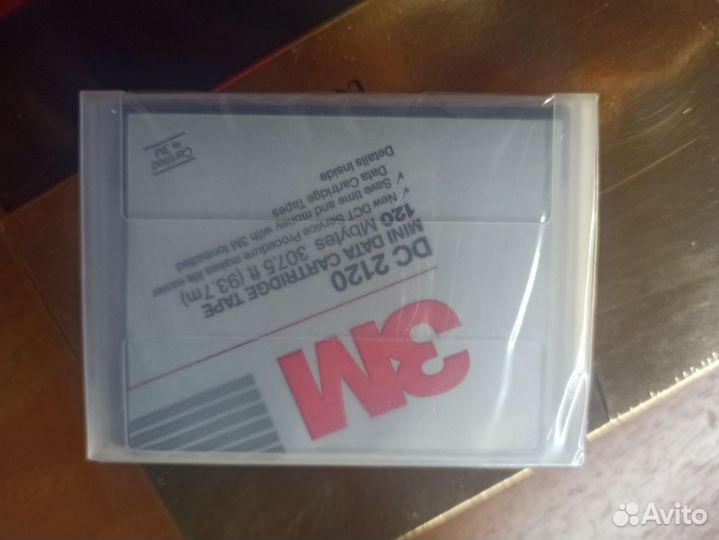 3M
DC 2120
MINI DATA CARTRIDGE TAPE
120 Mbytes 307.5 ft (93.7m)
✓ New DCT Service Procedure makes life easier
✓ Save time and money with 3M formatted
Data Cartridge Tapes
Details Inside
Certified
by 3M
Avito